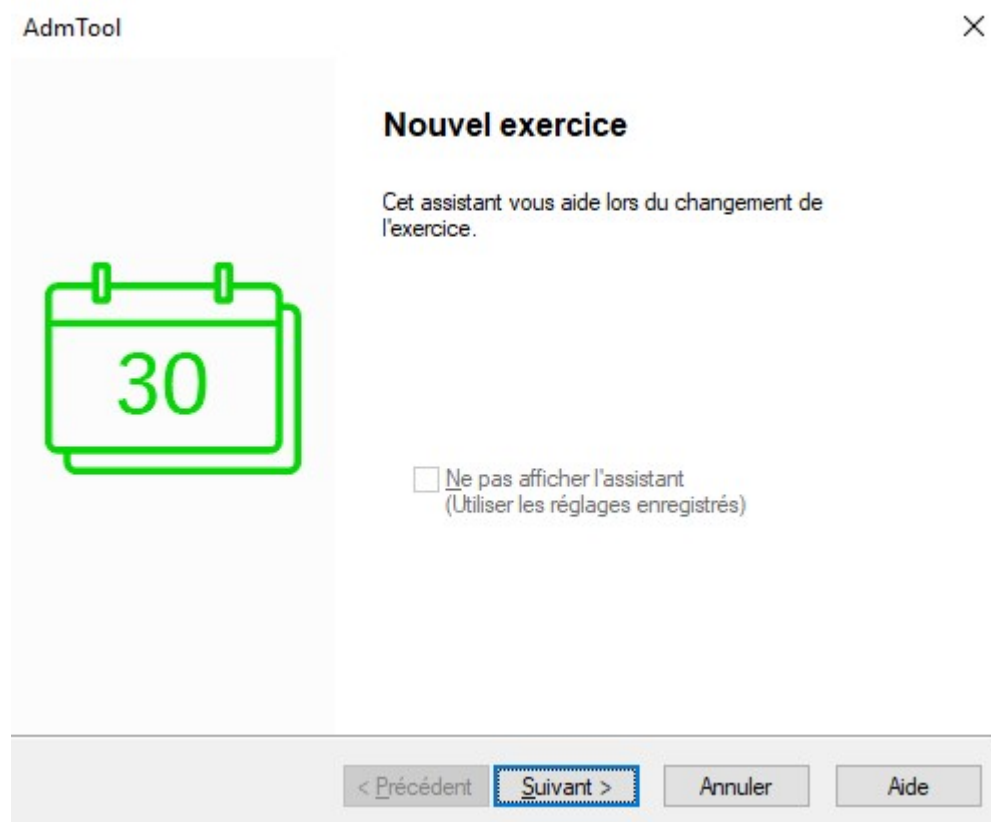 AdmTool
Nouvel exercice
Cet assistant vous aide lors du changement de
l'exercice.
30
Ne pas afficher l'assistant
(Utiliser les réglages enregistrés)
< Précédent
Suivant >
Annuler
Aide